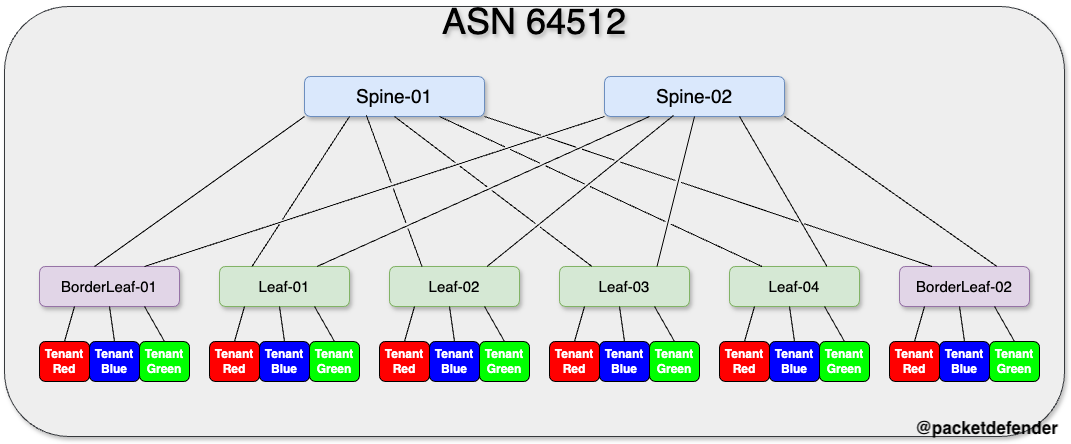 ASN 64512
Spine-01
Spine-02
BorderLeaf-01
Leaf-01
Leaf-02
Leaf-03
Leaf-04
BorderLeaf-02
Tenant
Red
Tenant
Blue
Tenant
Green
Tenant
Red
Tenant
Blue
Tenant
Green
Tenant
Red
Tenant
Blue
Tenant
Green
Tenant
Red
Tenant
Blue
Tenant
Green
Tenant
Red
Tenant
Blue
Tenant
Green
Tenant
Red
Tenant
Blue
Tenant
Green
@packetdefender